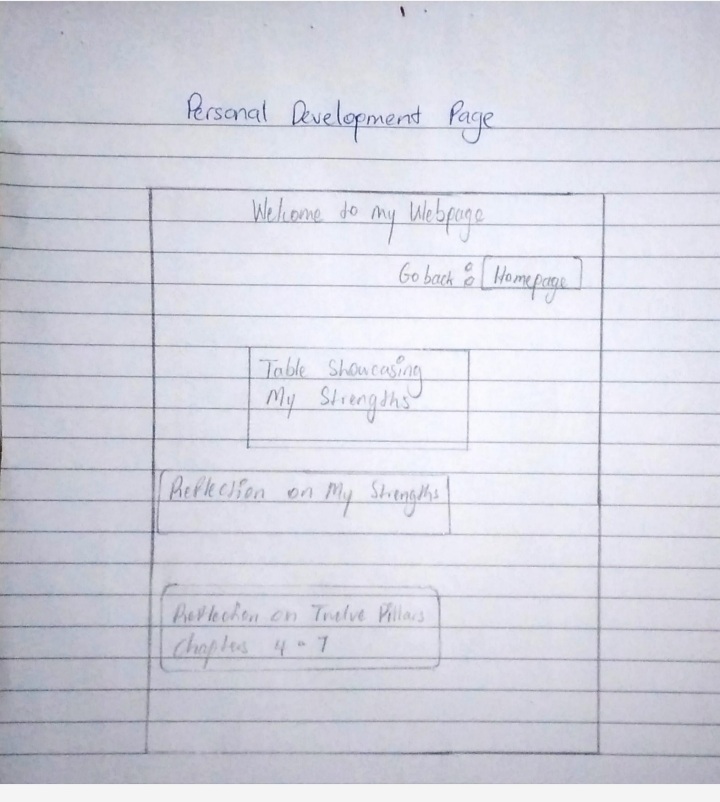 Personal Development Page
Welcome to my Webpage
Go back : Homepage
Table Showcasing
My Strengths
Reflection on My Strengths
Reflection on Twelve Pillars
Chapters 4 - 7